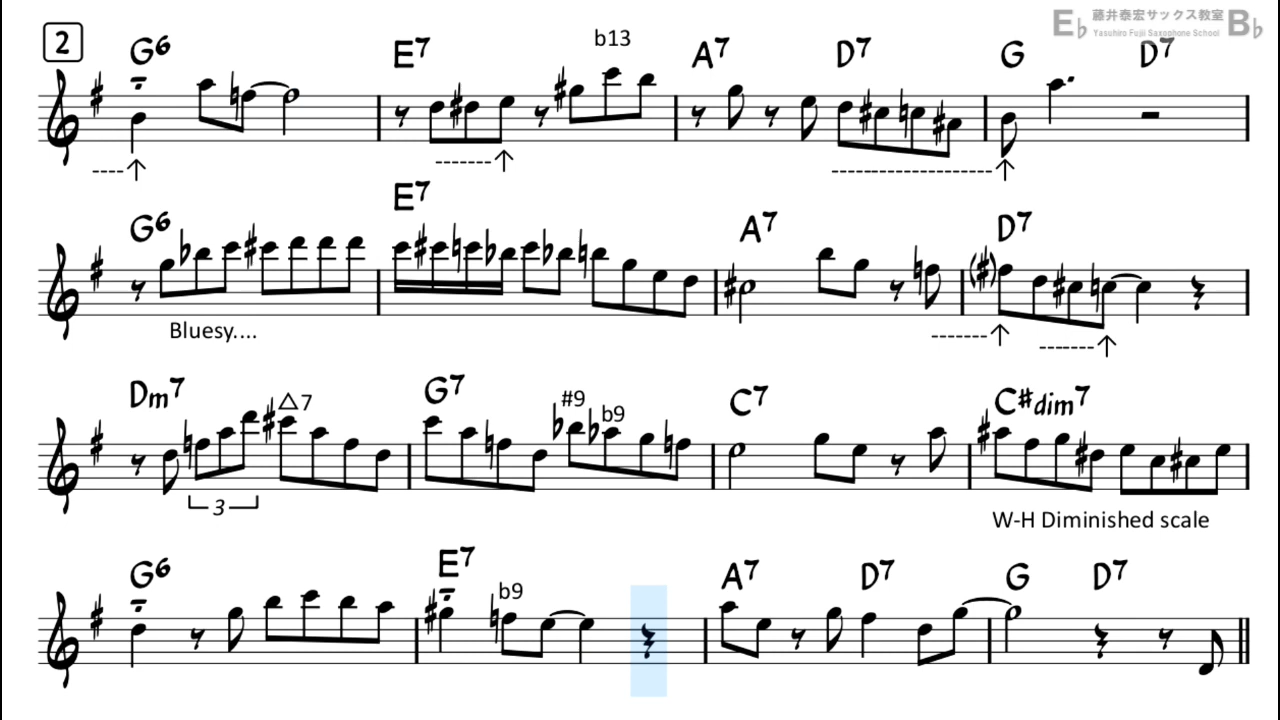 E♭ 藤井泰宏サックス教室 B♭
Yasuhiro Fujii Saxophone School
2 G6 E7 b13 A7 D7 G D7
G6 E7 A7 D7
Bluesy....
Dm7 △7 G7 #9 b9 C7 C#dim7
3
W-H Diminished scale
G6 E7 b9 A7 D7 G D7